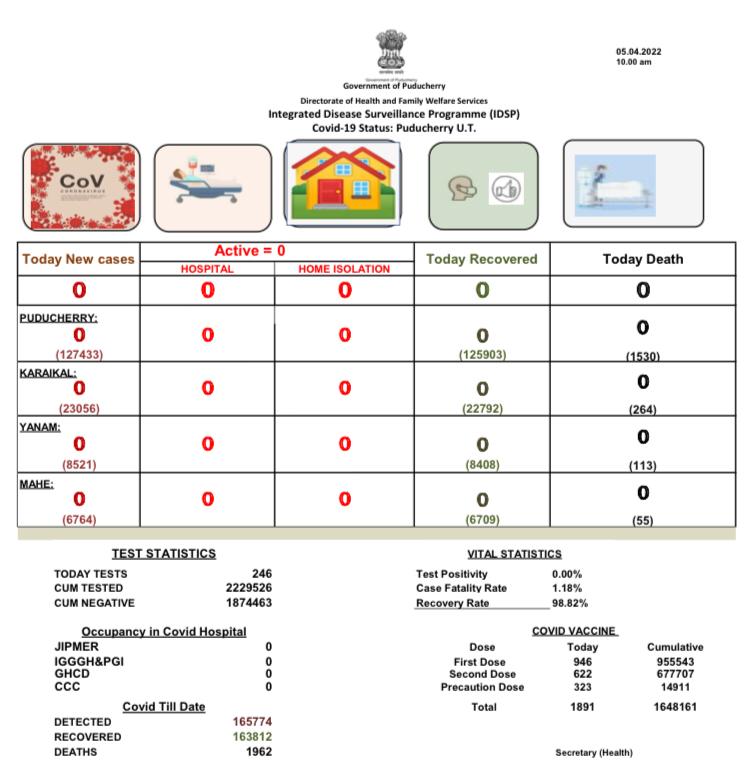 05.04.2022
10.00 am
सत्यमेव जयते
Government of Puducherry
Government of Puducherry
Directorate of Health and Family Welfare Services
Integrated Disease Surveillance Programme (IDSP)
Covid-19 Status: Puducherry U.T.
CoV
CORONAVIRUS
Today New cases Active = 0 Today Recovered Today Death
HOSPITAL HOME ISOLATION
0 0 0 0 0
PUDUCHERRY:
0 0 0 0 0
(127433) (125903) (1530)
KARAIKAL:
0 0 0 0 0
(23056) (22792) (264)
YANAM:
0 0 0 0 0
(8521) (8408) (113)
MAHE:
0 0 0 0 0
(6764) (6709) (55)
TEST STATISTICS
TODAY TESTS 246
CUM TESTED 2229526
CUM NEGATIVE 1874463
VITAL STATISTICS
Test Positivity 0.00%
Case Fatality Rate 1.18%
Recovery Rate 98.82%
Occupancy in Covid Hospital
JIPMER 0
IGGGH&PGI 0
GHCD 0
CCC 0
COVID VACCINE
Dose Today Cumulative
First Dose 946 955543
Second Dose 622 677707
Precaution Dose 323 14911
Total 1891 1648161
Covid Till Date
DETECTED 165774
RECOVERED 163812
DEATHS 1962
Secretary (Health)